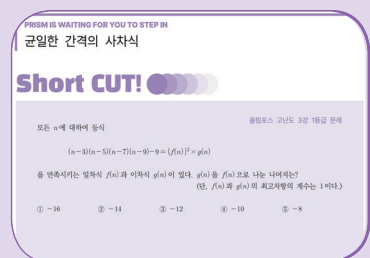 PRISM IS WAITING FOR YOU TO STEP IN
균일한 간격의 사차식
Short CUT!
올림포스 고난도 3강 1등급 문제
모든 n에 대하여 등식
(n-3)(n-5)(n-7)(n-9)-9={f(n)}²×g(n)
을 만족시키는 일차식 f(n)과 이차식 g(n)이 있다. g(n)을 f(n)으로 나눈 나머지는?
(단, f(n)과 g(n)의 최고차항의 계수는 1이다.)
① -16 ② -14 ③ -12 ④ -10 ⑤ -8